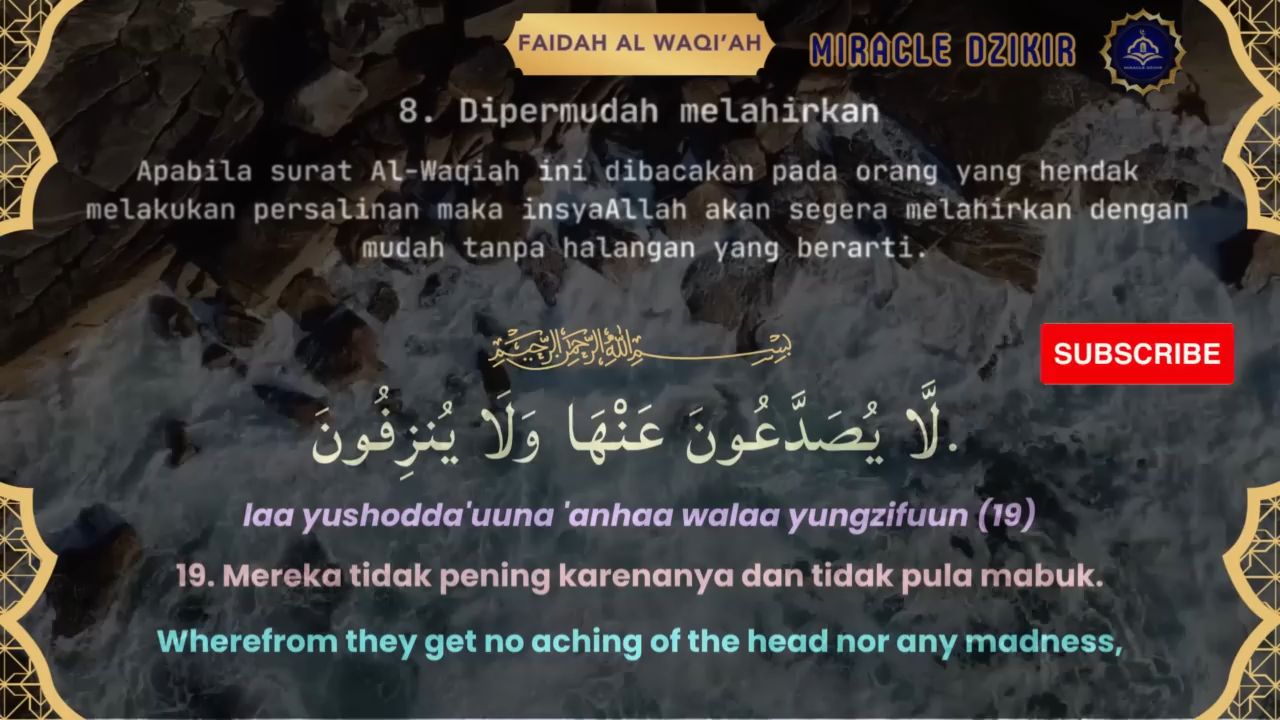 FAIDAH AL WAQI’AH
MIRACLE DZIKIR
8. Dipermudah melahirkan
Apabila surat Al-Waqiah ini dibacakan pada orang yang hendak
melakukan persalinan maka insyaAllah akan segera melahirkan dengan
mudah tanpa halangan yang berarti.
بِسْمِ اللهِ الرَّحْمٰنِ الرَّحِيْمِ
SUBSCRIBE
لَّا يُصَدَّعُونَ عَنْهَا وَلَا يُنزِفُونَ.
laa yushodda'uuna 'anhaa walaa yungzifuun (19)
19. Mereka tidak pening karenanya dan tidak pula mabuk.
Wherefrom they get no aching of the head nor any madness,